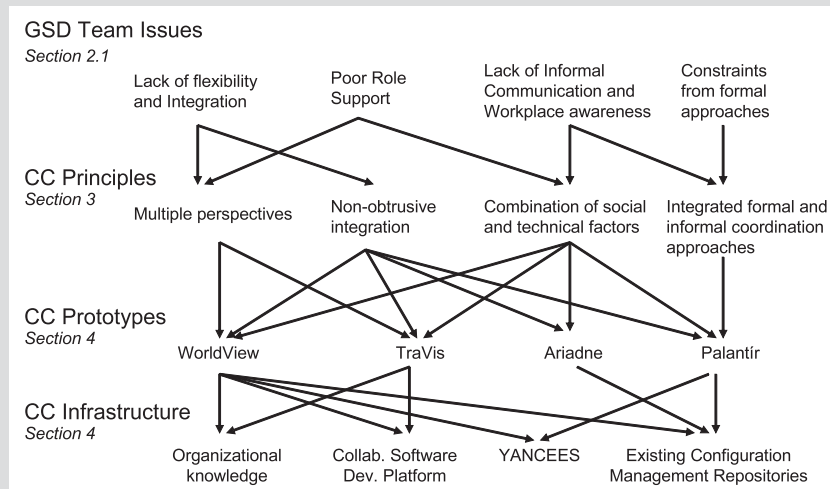 GSD Team Issues
Section 2.1
Lack of flexibility
and Integration
Poor Role
Support
Lack of Informal
Communication and
Workplace awareness
Constraints
from formal
approaches
CC Principles
Section 3
Multiple perspectives
Non-obtrusive
integration
Combination of social
and technical factors
Integrated formal and
informal coordination
approaches
CC Prototypes
Section 4
WorldView
TraVis
Ariadne
Palantír
CC Infrastructure
Section 4
Organizational
knowledge
Collab. Software
Dev. Platform
YANCEES
Existing Configuration
Management Repositories